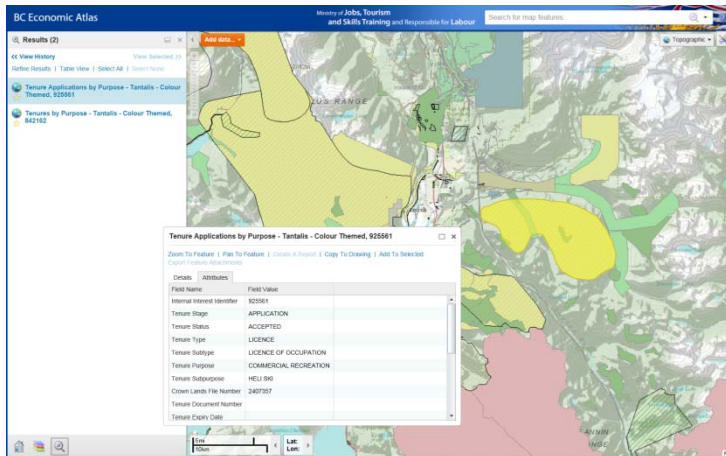 BC Economic Atlas
Ministry of Jobs, Tourism
and Skills Training and Responsible for Labour
Search for map features.
Results (2)
Add data...
Topographic
<< View History
View Selected >>
Refine Results | Table View | Select All | Select None
Tenure Applications by Purpose - Tantalis - Colour
Themed, 925561
Tenures by Purpose - Tantalis - Colour Themed,
842162
Tenure Applications by Purpose - Tantalis - Colour Themed, 925561
Zoom To Feature | Pan To Feature | Create A Report | Copy To Drawing | Add To Selected
Export Feature Attachments
Details
Attributes
Field Name
Field Value
Internal Interest Identifier
925561
Tenure Stage
APPLICATION
Tenure Status
ACCEPTED
Tenure Type
LICENCE
Tenure Subtype
LICENCE OF OCCUPATION
Tenure Purpose
COMMERCIAL RECREATION
Tenure Subpurpose
HELI SKI
Crown Lands File Number
2407357
Tenure Document Number
Tenure Expiry Date
5mi
10km
Lat:
Lon: